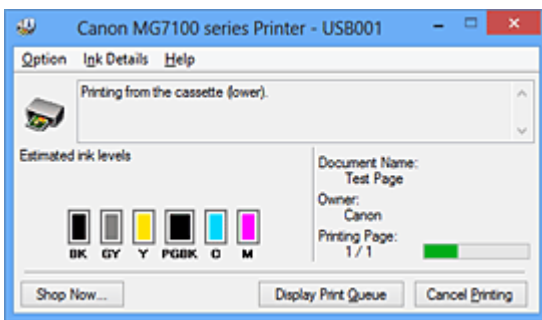 Canon MG7100 series Printer - USB001
Option Ink Details Help
Printing from the cassette (lower).
Estimated ink levels
Document Name:
Test Page
Owner:
Canon
Printing Page:
1 / 1
BK GY Y PGBK C M
Shop Now... Display Print Queue Cancel Printing